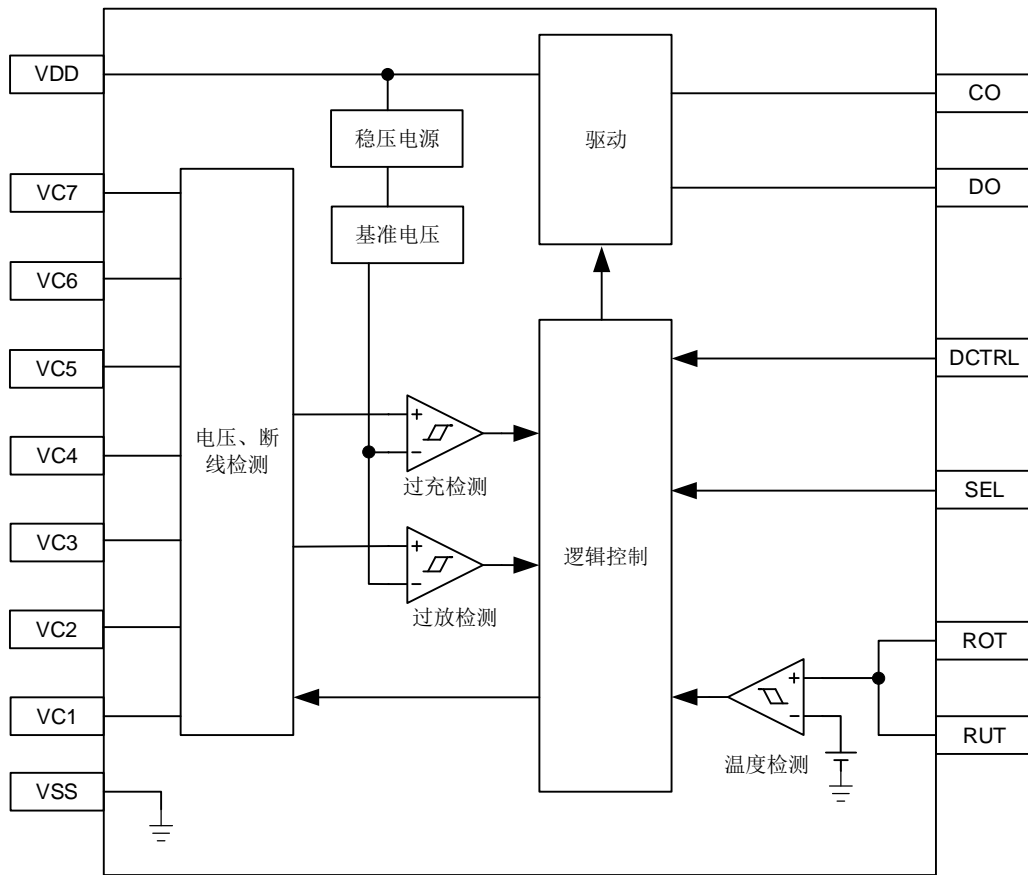 VDD
CO
稳压电源
驱动
VC7
DO
基准电压
VC6
VC5
DCTRL
+
-
电压、断
线检测
VC4
过充检测
SEL
VC3
+
-
逻辑控制
过放检测
VC2
ROT
+
-
VC1
RUT
温度检测
VSS